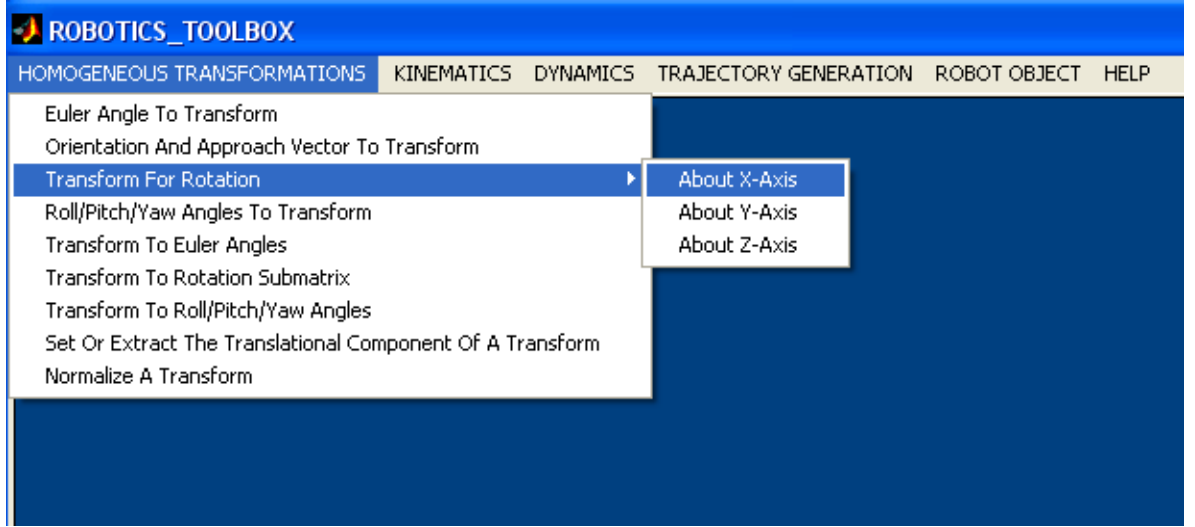 ROBOTICS_TOOLBOX
HOMOGENEOUS TRANSFORMATIONS KINEMATICS DYNAMICS TRAJECTORY GENERATION ROBOT OBJECT HELP
Euler Angle To Transform
Orientation And Approach Vector To Transform
Transform For Rotation
About X-Axis
Roll/Pitch/Yaw Angles To Transform
About Y-Axis
Transform To Euler Angles
About Z-Axis
Transform To Rotation Submatrix
Transform To Roll/Pitch/Yaw Angles
Set Or Extract The Translational Component Of A Transform
Normalize A Transform